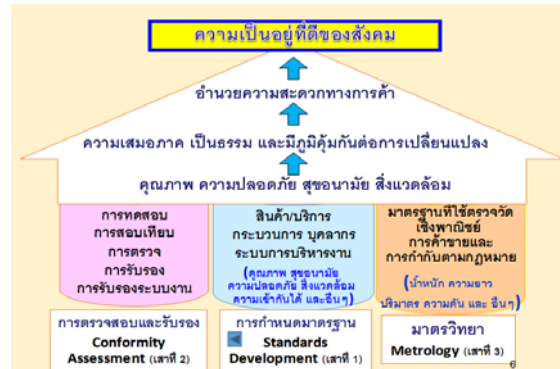 ความเป็นอยู่ที่ดีของสังคม
อำนวยความสะดวกทางการค้า
ความเสมอภาค เป็นธรรม และมีภูมิคุ้มกันต่อการเปลี่ยนแปลง
คุณภาพ ความปลอดภัย สุขอนามัย สิ่งแวดล้อม
การทดสอบ
การสอบเทียบ
การตรวจ
การรับรอง
การรับรองระบบงาน
สินค้า/บริการ
กระบวนการ บุคลากร
ระบบการบริหารงาน
(คุณภาพ สุขอนามัย
ความปลอดภัย สิ่งแวดล้อม
ความเข้ากันได้ และอื่นๆ)
มาตรฐานที่ใช้ตรวจวัด
เชิงพาณิชย์
การค้าขายและ
การกำกับตามกฎหมาย
(น้ำหนัก ความยาว
ปริมาตร ความดัน และ อื่นๆ)
การตรวจสอบและรับรอง
Conformity
Assessment (เสาที่ 2)
การกำหนดมาตรฐาน
Standards
Development (เสาที่ 1)
มาตรวิทยา
Metrology (เสาที่ 3)
6